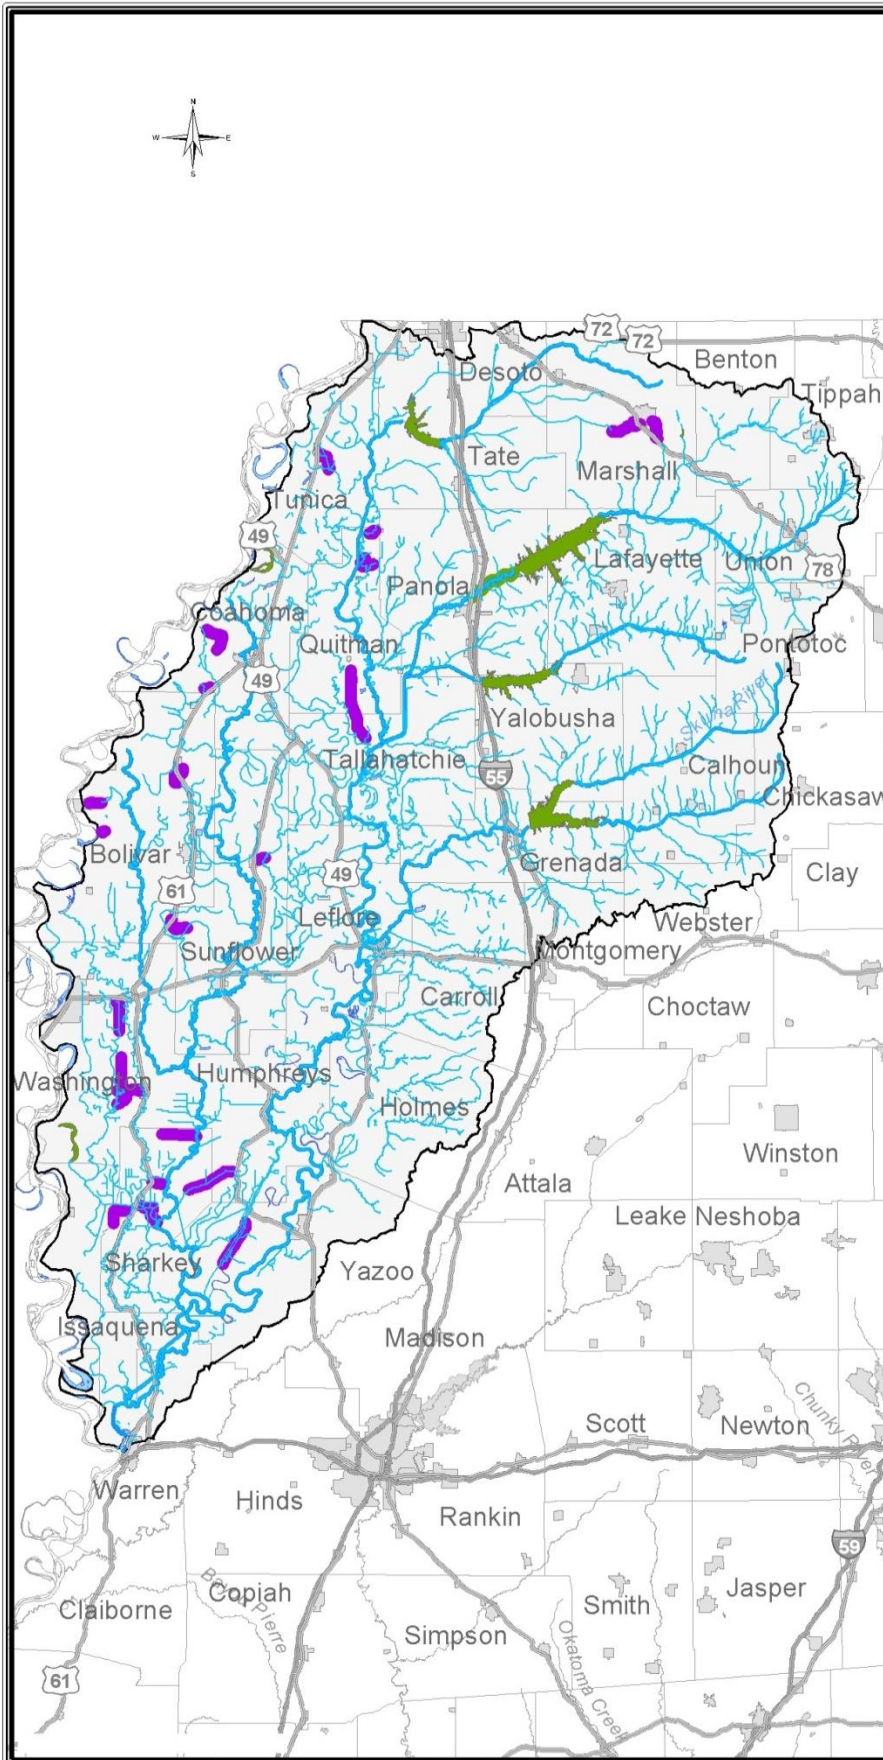 N
W E
S
72
72
Benton
Desoto
Tippah
Tate
Marshall
Tunica
49
Lafayette
Union
78
Panola
Coahoma
Quitman
Pontotoc
49
Skuna River
Yalobusha
Tallahatchie
Calhoun
55
Chickasaw
Bolivar
Grenada
Clay
49
61
Leflore
Webster
Sunflower
Montgomery
Carroll
Choctaw
Washington
Humphreys
Holmes
Winston
Attala
Leake Neshoba
Sharkey
Yazoo
Issaquena
Madison
Scott
Newton
Chunky River
Warren
Hinds
Rankin
59
Jasper
Copiah
Bayou Pierre
Smith
Claiborne
Simpson
Okatoma Creek
61